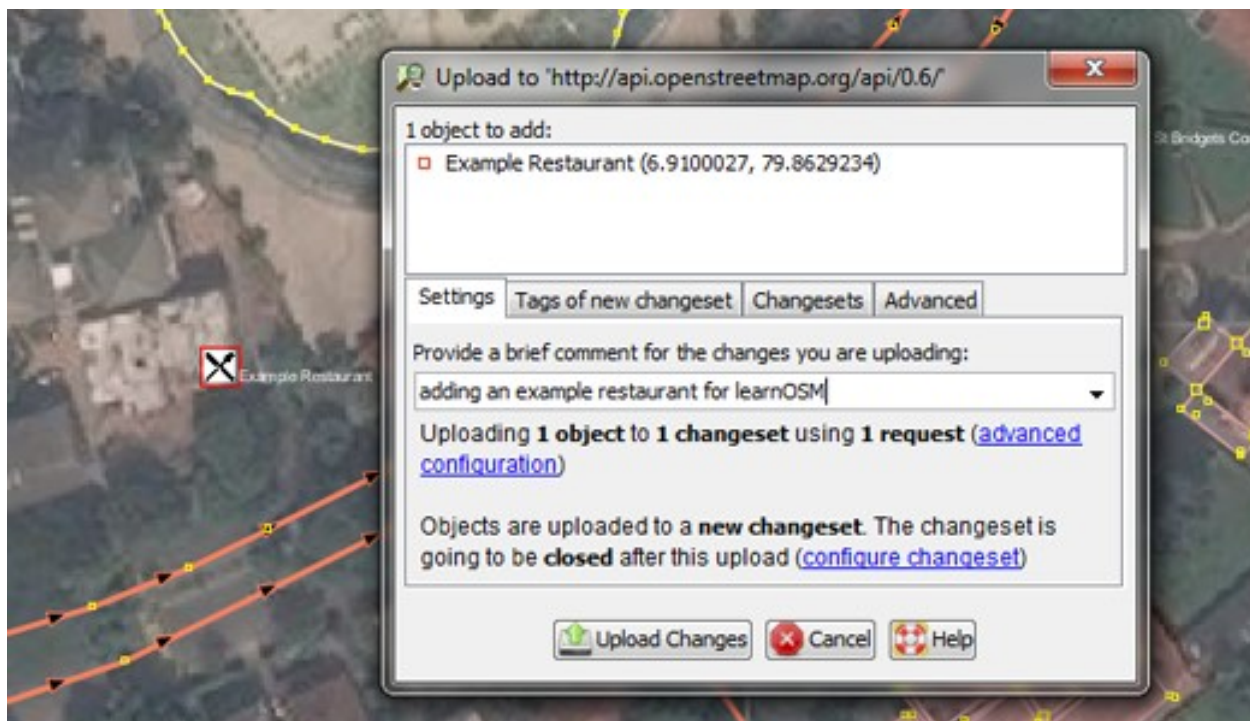 Upload to 'http://api.openstreetmap.org/api/0.6/'
1 object to add:
Example Restaurant (6.9100027, 79.8629234)
St Bridgets Co
Settings Tags of new changeset Changesets Advanced
Provide a brief comment for the changes you are uploading:
Example Restaurant
adding an example restaurant for learnOSM
Uploading 1 object to 1 changeset using 1 request (advanced
configuration)
Objects are uploaded to a new changeset. The changeset is
going to be closed after this upload (configure changeset)
Upload Changes Cancel Help